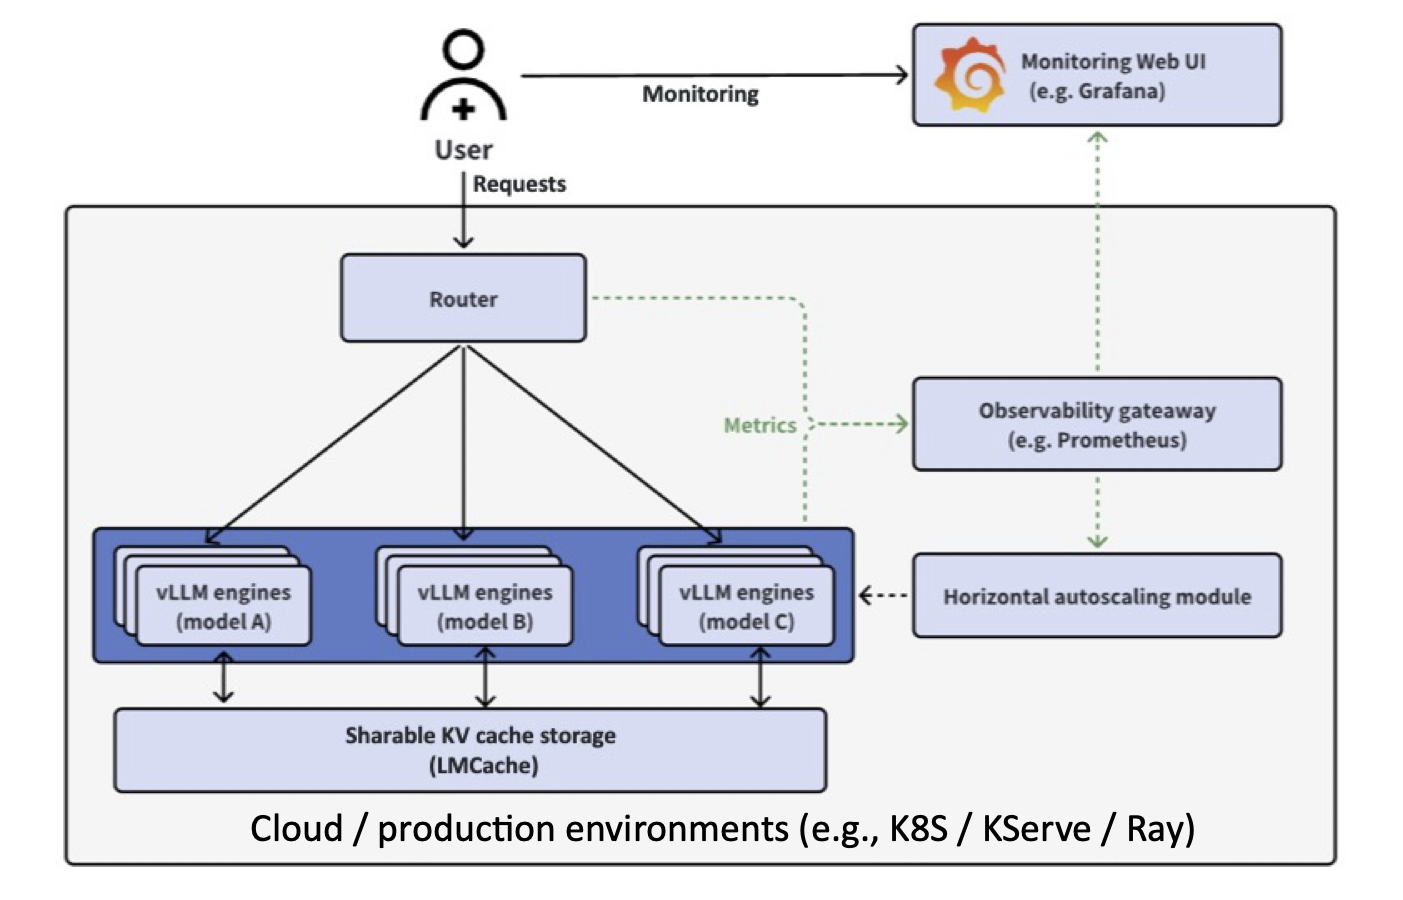 Monitoring Web UI
(e.g. Grafana)
Monitoring
User
Requests
Router
Metrics
Observability gateaway
(e.g. Prometheus)
vLLM engines
(model A)
vLLM engines
(model B)
vLLM engines
(model C)
Horizontal autoscaling module
Sharable KV cache storage
(LMCache)
Cloud / production environments (e.g., K8S / KServe / Ray)